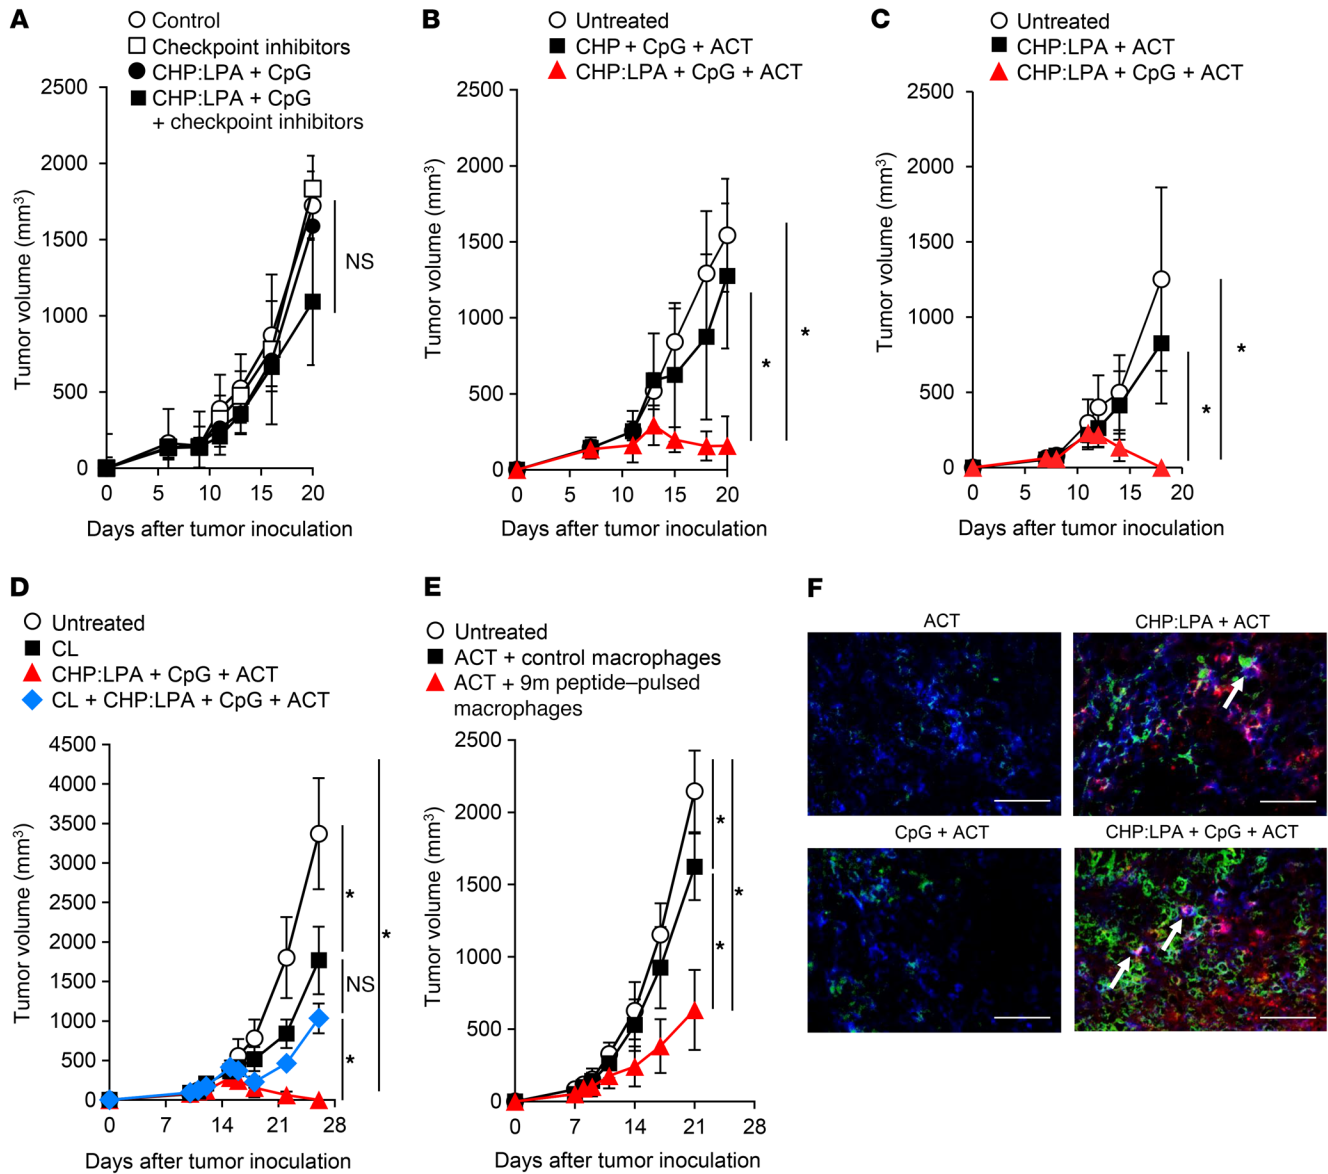 A
Control
Checkpoint inhibitors
CHP:LPA + CpG
CHP:LPA + CpG
+ checkpoint inhibitors
2500
2000
1500
1000
500
0
Tumor volume (mm³)
NS
0 5 10 15 20
Days after tumor inoculation
B
Untreated
CHP + CpG + ACT
CHP:LPA + CpG + ACT
2500
2000
1500
1000
500
0
Tumor volume (mm³)
*
*
0 5 10 15 20
Days after tumor inoculation
C
Untreated
CHP:LPA + ACT
CHP:LPA + CpG + ACT
2500
2000
1500
1000
500
0
Tumor volume (mm³)
*
*
0 5 10 15 20
Days after tumor inoculation
D
Untreated
CL
CHP:LPA + CpG + ACT
CL + CHP:LPA + CpG + ACT
4500
4000
3500
3000
2500
2000
1500
1000
500
0
Tumor volume (mm³)
*
*
NS
*
0 7 14 21 28
Days after tumor inoculation
E
Untreated
ACT + control macrophages
ACT + 9m peptide–pulsed
macrophages
2500
2000
1500
1000
500
0
Tumor volume (mm³)
*
*
*
0 7 14 21 28
Days after tumor inoculation
F
ACT
CHP:LPA + ACT
CpG + ACT
CHP:LPA + CpG + ACT